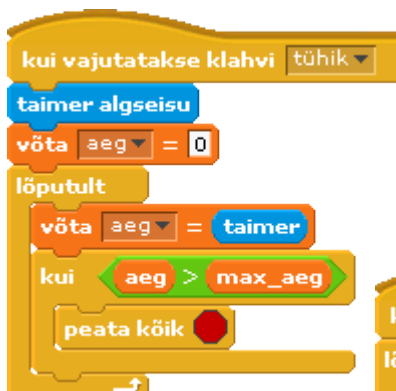 kui vajutatakse klahvi tühik
taimer algseisu
võta aeg = 0
lõputult
võta aeg = taimer
kui aeg > max_aeg
peata kõik